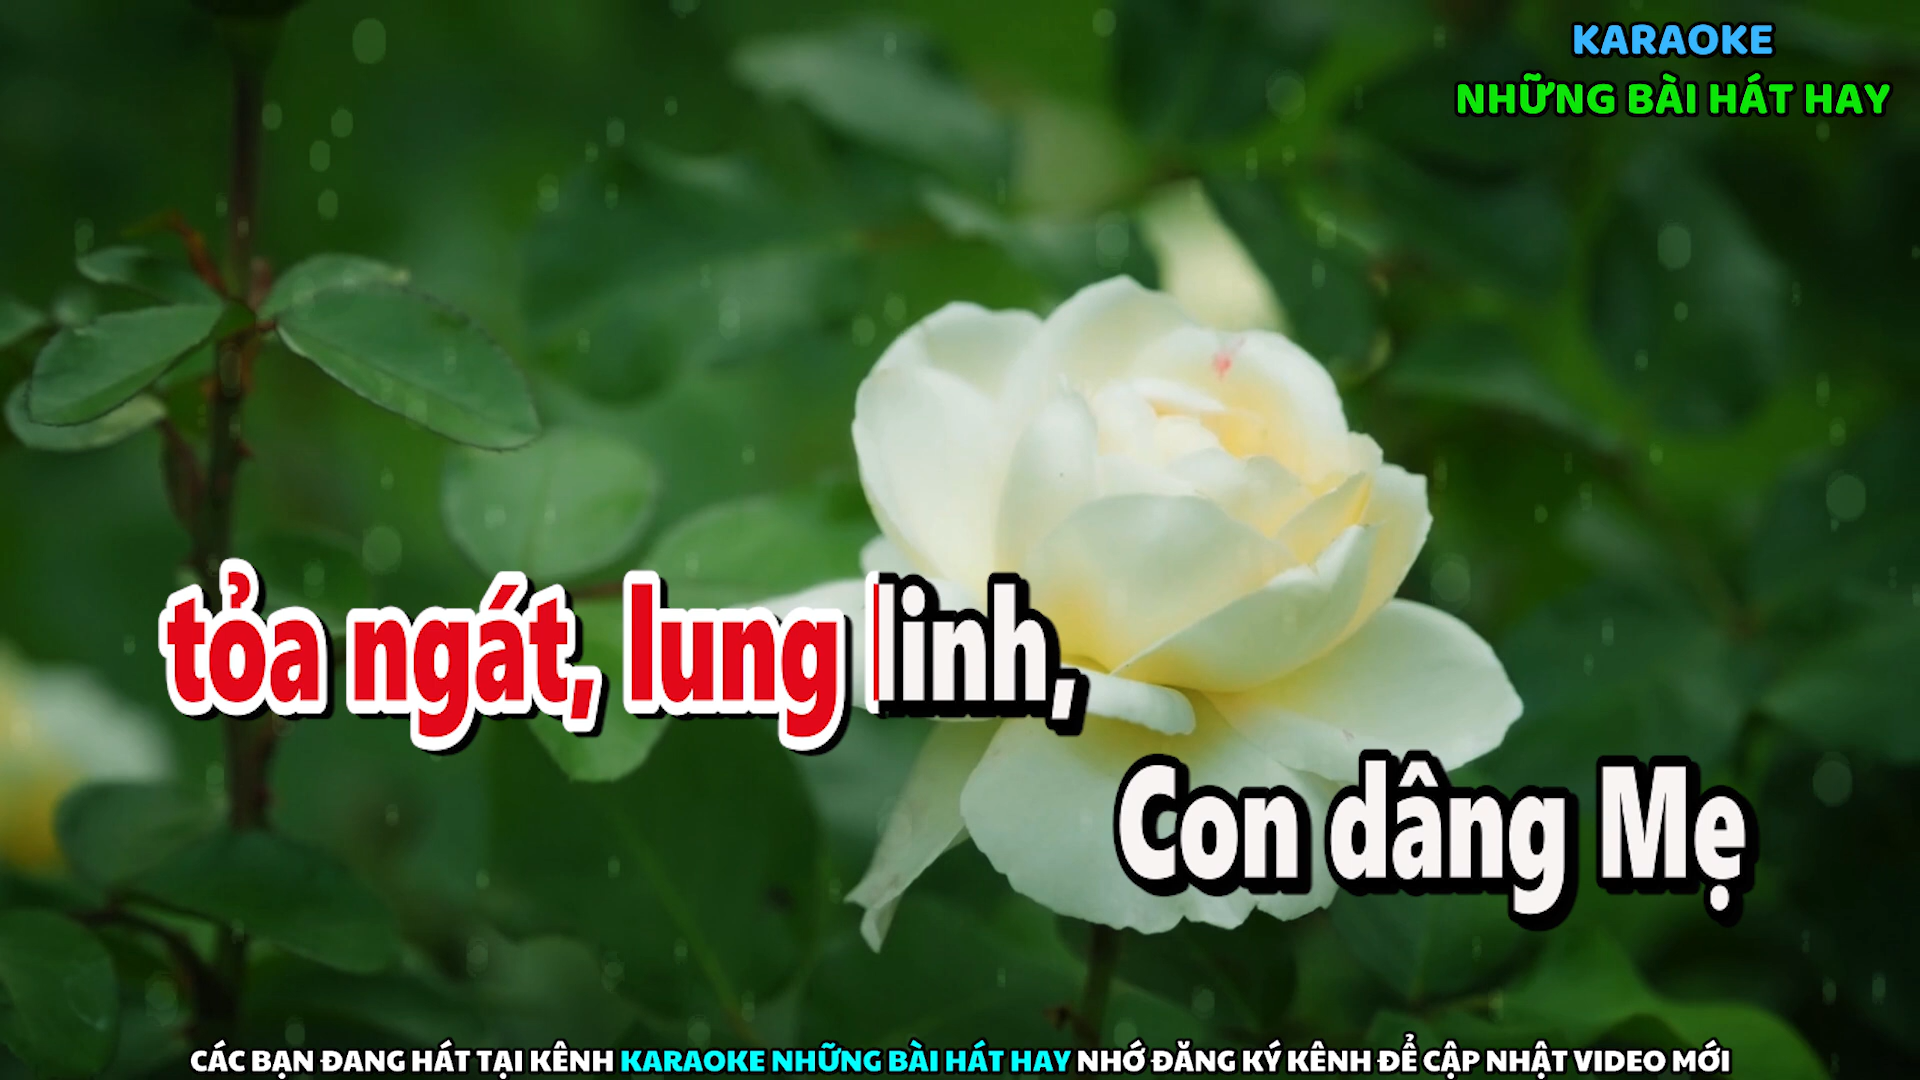 KARAOKE
NHỮNG BÀI HÁT HAY
tỏa ngát, lung linh,
Con dâng Mẹ
CÁC BẠN ĐANG HÁT TẠI KÊNH KARAOKE NHỮNG BÀI HÁT HAY NHỚ ĐĂNG KÝ KÊNH ĐỂ CẬP NHẬT VIDEO MỚI